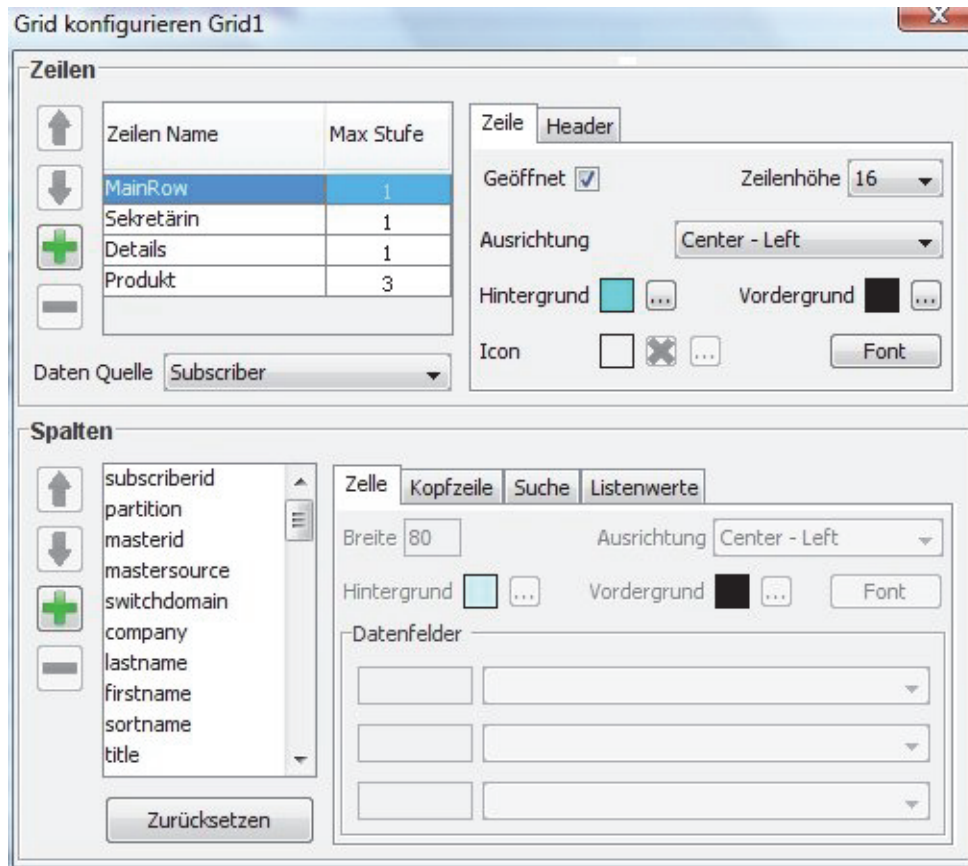 Grid konfigurieren Grid1
Zeilen
Zeilen Name Max Stufe
MainRow 1
Sekretärin 1
Details 1
Produkt 3
Daten Quelle Subscriber
Zeile Header
Geöffnet Zeilenhöhe 16
Ausrichtung Center - Left
Hintergrund ... Vordergrund ...
Icon ... Font
Spalten
subscriberid
partition
masterid
mastersource
switchdomain
company
lastname
firstname
sortname
title
Zurücksetzen
Zelle Kopfzeile Suche Listenwerte
Breite 80 Ausrichtung Center - Left
Hintergrund ... Vordergrund ... Font
Datenfelder